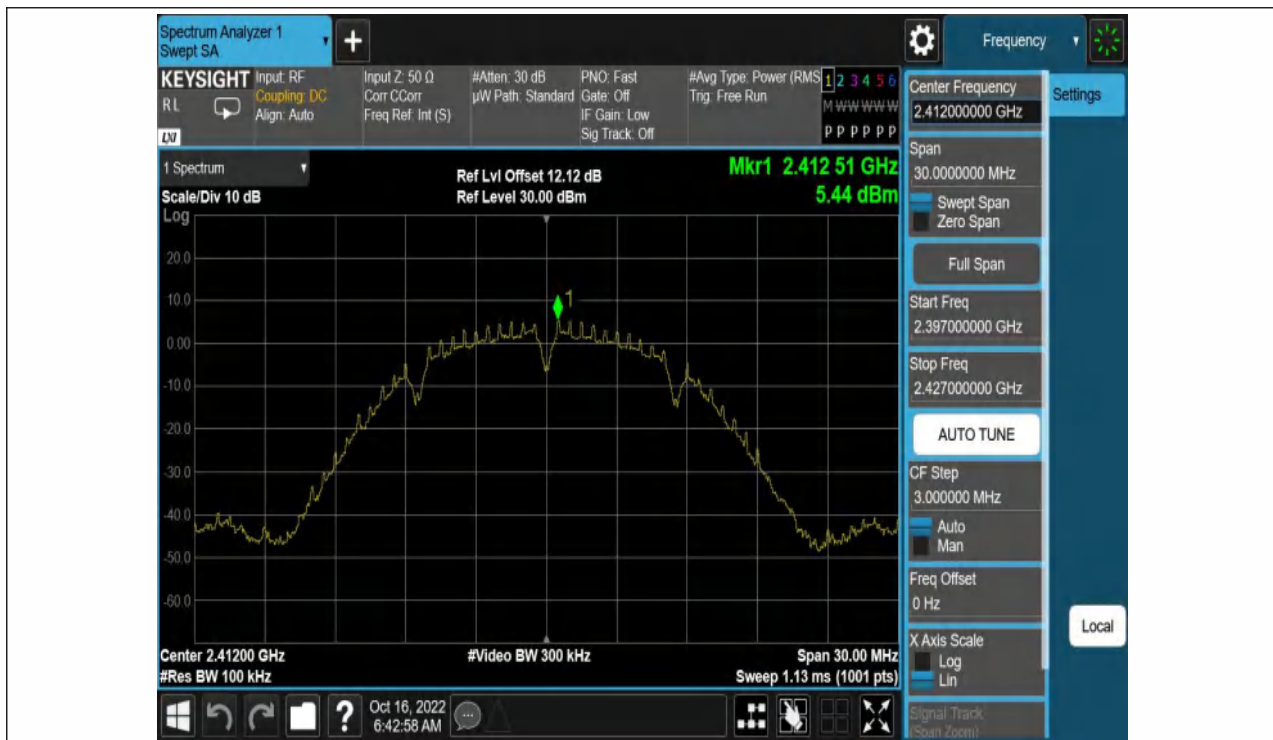 Spectrum Analyzer 1
Swept SA
+
Frequency
KEYSIGHT
RL
LXI
Input: RF
Coupling: DC
Align: Auto
Input Z: 50 Ω
Corr CCorr
Freq Ref: Int (S)
#Atten: 30 dB
µW Path: Standard
PNO: Fast
Gate: Off
IF Gain: Low
Sig Track: Off
#Avg Type: Power (RMS
Trig: Free Run
1 2 3 4 5 6
M W W W W W
P P P P P P
Center Frequency
2.412000000 GHz
Settings
Span
30.0000000 MHz
Swept Span
Zero Span
Full Span
Start Freq
2.397000000 GHz
Stop Freq
2.427000000 GHz
AUTO TUNE
CF Step
3.000000 MHz
Auto
Man
Freq Offset
0 Hz
X Axis Scale
Log
Lin
Signal Track
(Span Zoom)
Local
1 Spectrum
Scale/Div 10 dB
Log
Ref Lvl Offset 12.12 dB
Ref Level 30.00 dBm
Mkr1 2.412 51 GHz
5.44 dBm
20.0
10.0
0.00
-10.0
-20.0
-30.0
-40.0
-50.0
-60.0
1
Center 2.41200 GHz
#Res BW 100 kHz
#Video BW 300 kHz
Span 30.00 MHz
Sweep 1.13 ms (1001 pts)
?
Oct 16, 2022
6:42:58 AM